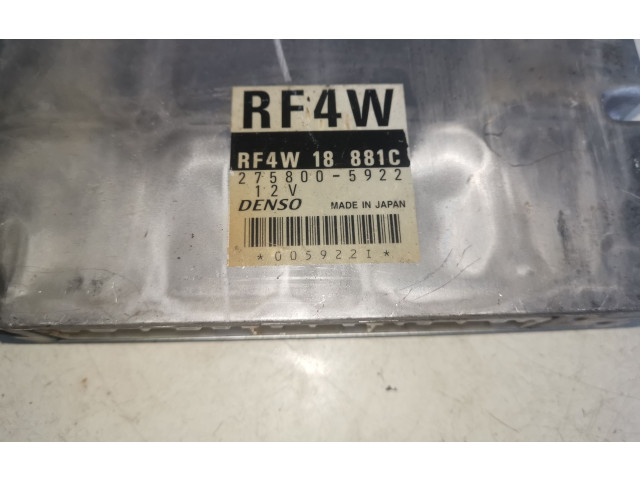 RF4W
RF4W 18 881C
275800-5922
12V
DENSO MADE IN JAPAN
*005922I*